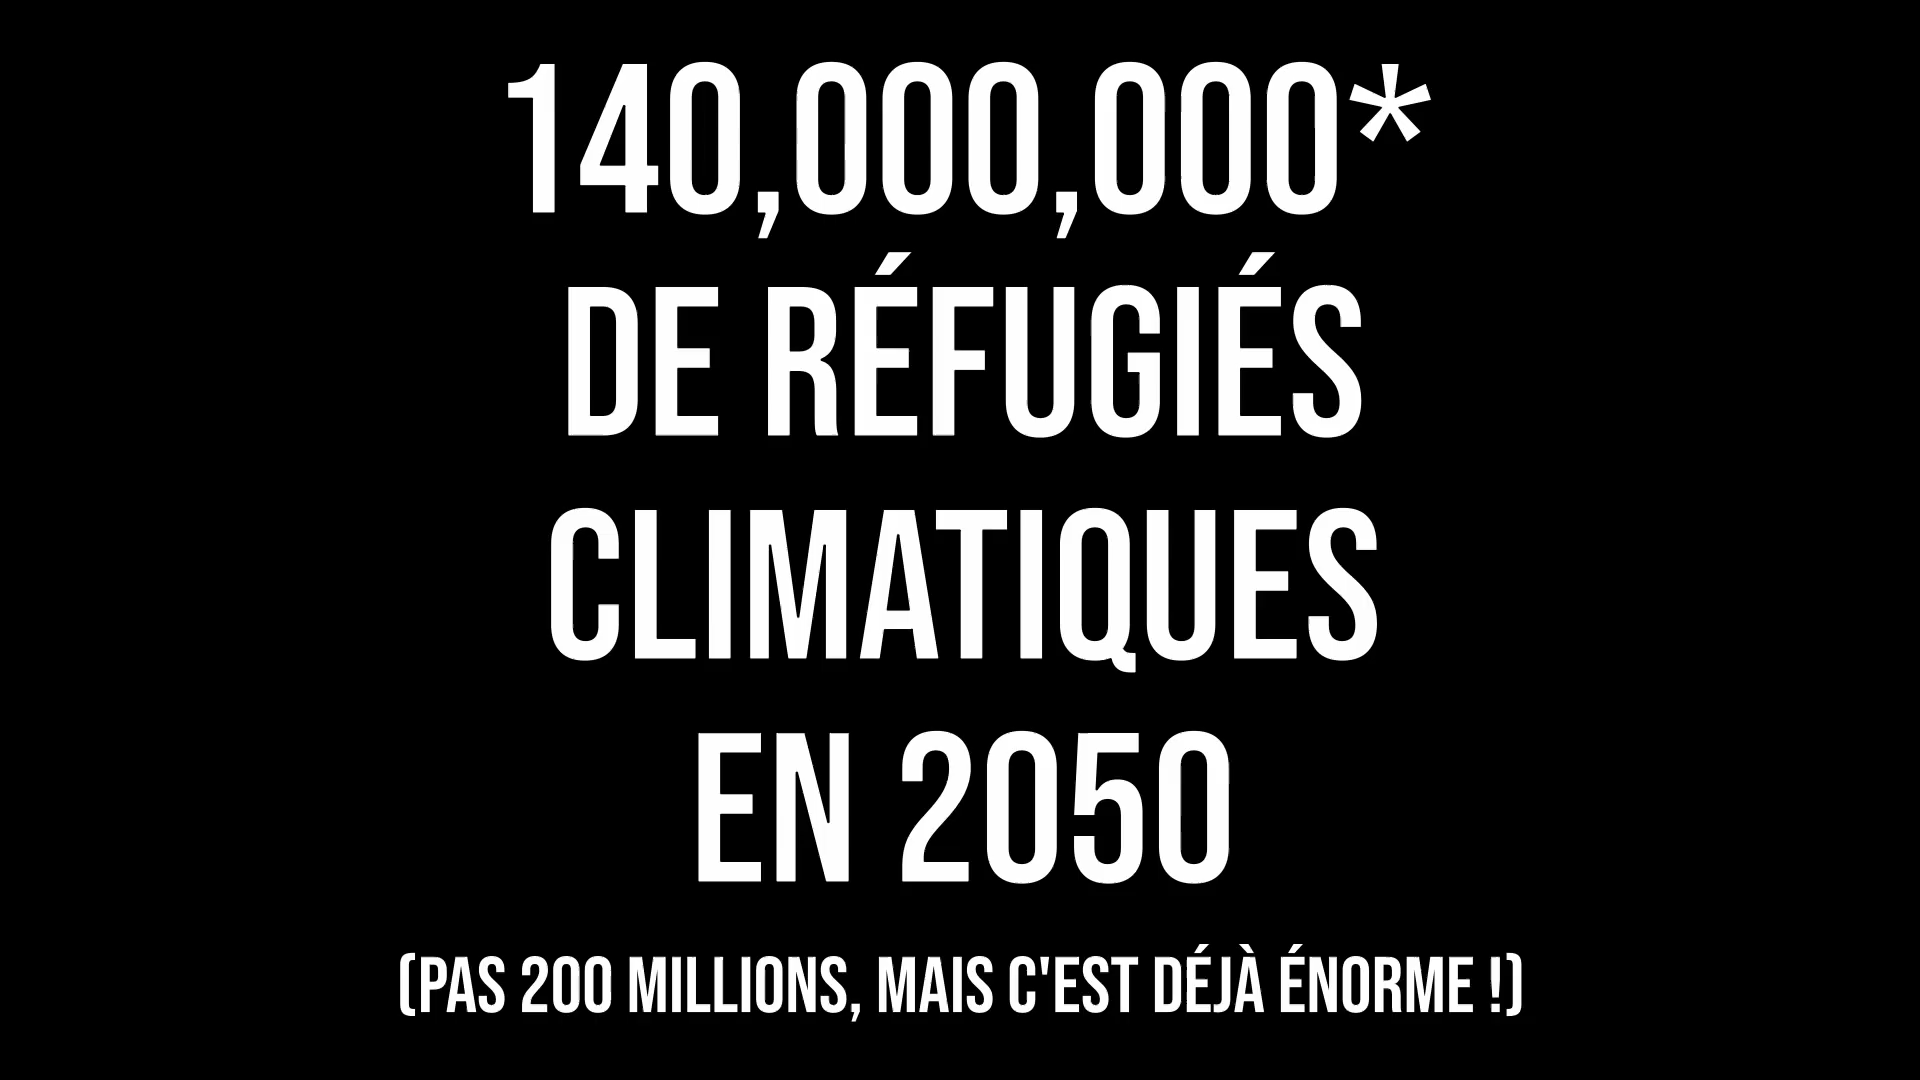 140,000,000*
DE RÉFUGIÉS
CLIMATIQUES
EN 2050
(PAS 200 MILLIONS, MAIS C'EST DÉJÀ ÉNORME !)